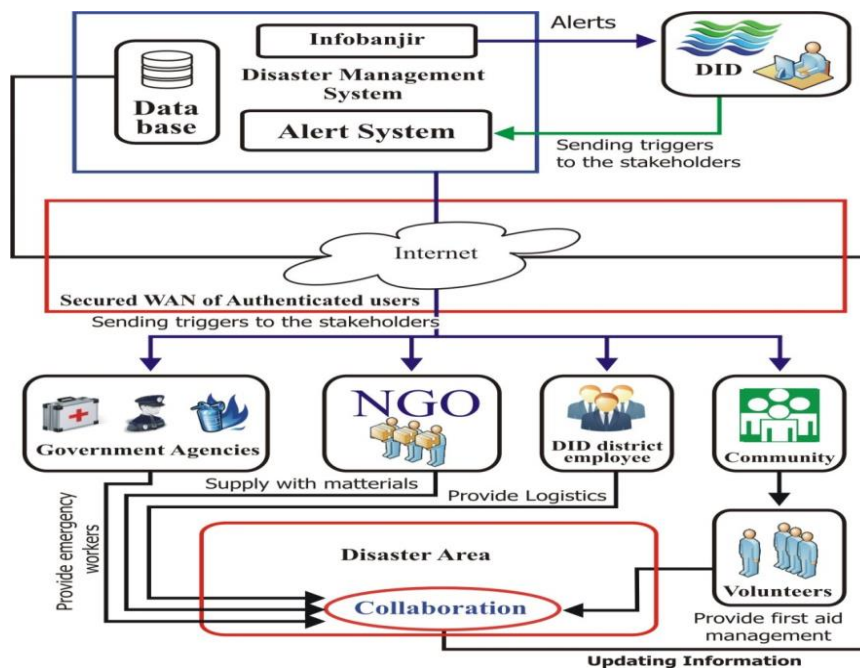 Infobanjir
Alerts
DID
Data
base
Disaster Management
System
Alert System
Sending triggers
to the stakeholders
Internet
Secured WAN of Authenticated users
Sending triggers to the stakeholders
Government Agencies
NGO
DID district
employee
Community
Supply with matterials
Provide Logistics
Provide emergency
workers
Disaster Area
Collaboration
Volunteers
Provide first aid
management
Updating Information